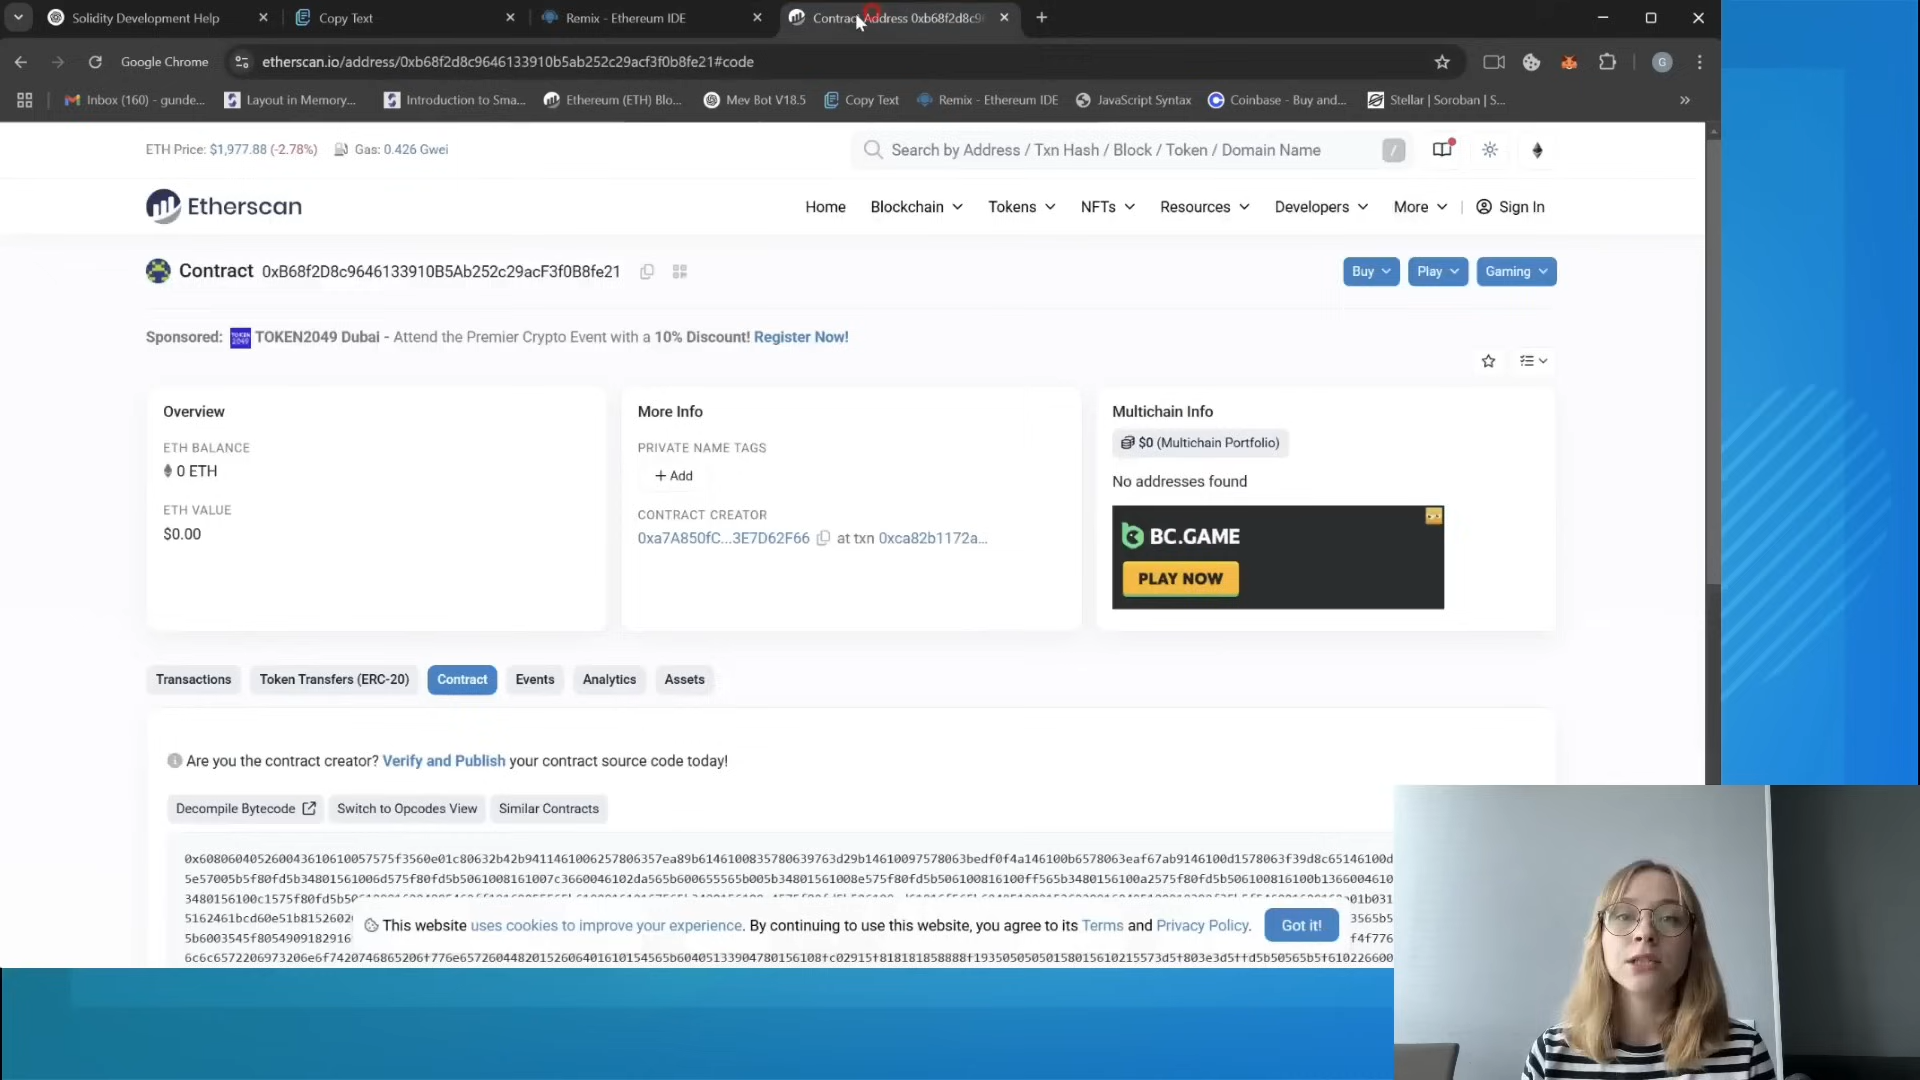 Solidity Development Help
Copy Text
Remix - Ethereum IDE
Contract Address 0xb68f2d8c9
Google Chrome
etherscan.io/address/0xb68f2d8c9646133910b5ab252c29acf3f0b8fe21#code
G
Inbox (160) - gunde...
Layout in Memory...
Introduction to Sma...
Ethereum (ETH) Blo...
Mev Bot V18.5
Copy Text
Remix - Ethereum IDE
JavaScript Syntax
Coinbase - Buy and...
Stellar | Soroban | S...
ETH Price: $1,977.88 (-2.78%)
Gas: 0.426 Gwei
Search by Address / Txn Hash / Block / Token / Domain Name
/
Etherscan
Home
Blockchain
Tokens
NFTs
Resources
Developers
More
Sign In
Contract 0xB68f2D8c9646133910B5Ab252c29acF3f0B8fe21
Buy
Play
Gaming
Sponsored: TOKEN2049 Dubai - Attend the Premier Crypto Event with a 10% Discount! Register Now!
Overview
ETH BALANCE
0 ETH
ETH VALUE
$0.00
More Info
PRIVATE NAME TAGS
+ Add
CONTRACT CREATOR
0xa7A850fC...3E7D62F66 at txn 0xca82b1172a...
Multichain Info
$0 (Multichain Portfolio)
No addresses found
BC.GAME
PLAY NOW
Transactions
Token Transfers (ERC-20)
Contract
Events
Analytics
Assets
Are you the contract creator? Verify and Publish your contract source code today!
Decompile Bytecode
Switch to Opcodes View
Similar Contracts
This website uses cookies to improve your experience. By continuing to use this website, you agree to its Terms and Privacy Policy.
Got it!